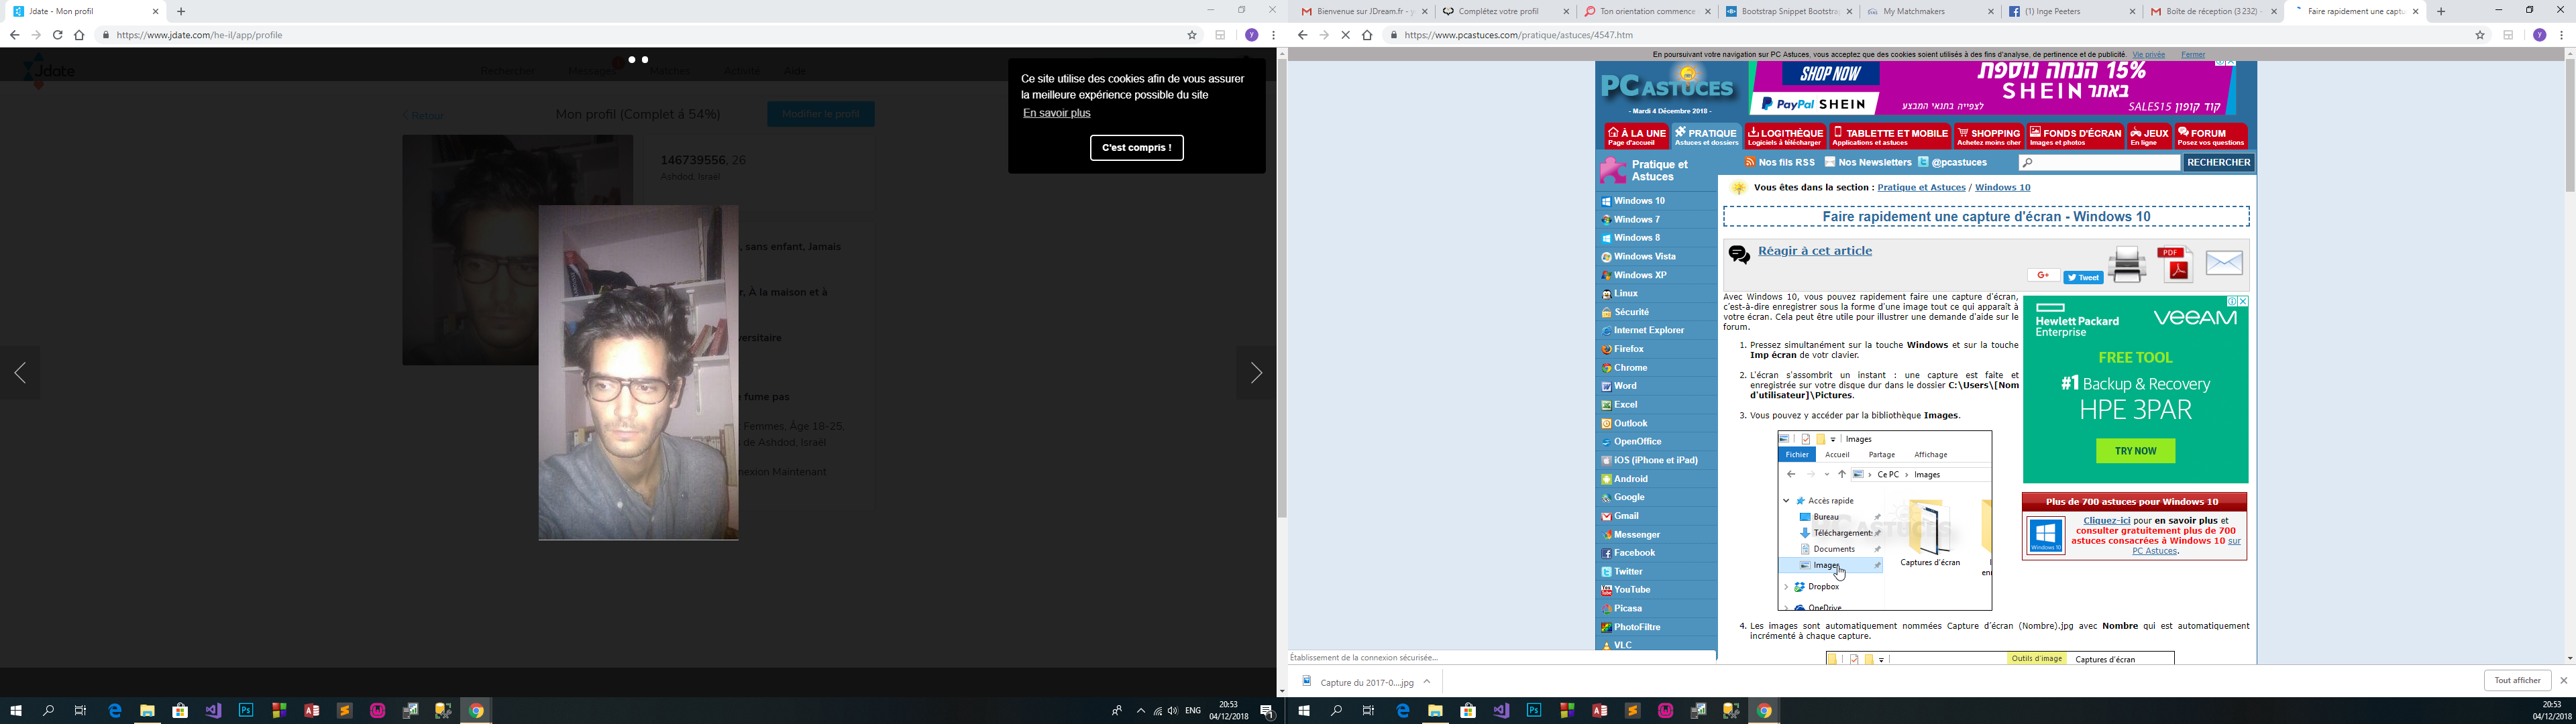 Jdate - Mon profil
https://www.jdate.com/he-il/app/profile
Jdate
Rechercher Messages Matches Activité Aide
Retour
Mon profil (Complet à 54%)
Modifier le profil
146739556, 26
Ashdod, Israël
, sans enfant, Jamais
r, À la maison et à
versitaire
e fume pas
Femmes, Âge 18-25,
de Ashdod, Israël
nexion Maintenant
Ce site utilise des cookies afin de vous assurer
la meilleure expérience possible du site
En savoir plus
C'est compris !
ENG
20:53
04/12/2018
Bienvenue sur JDream.fr - y
Complétez votre profil
Ton orientation commence
Bootstrap Snippet Bootstra
My Matchmakers
(1) Inge Peeters
Boîte de réception (3 232) -
Faire rapidement une captu
https://www.pcastuces.com/pratique/astuces/4547.htm
En poursuivant votre navigation sur PC Astuces, vous acceptez que des cookies soient utilisés à des fins d'analyse, de pertinence et de publicité. Vie privée Fermer
PC ASTUCES
- Mardi 4 Décembre 2018 -
SHOP NOW
PayPal SHEIN
15% הנחה נוספת
באתר SHEIN
קוד קופון SALES15
לצפייה בתנאי המבצע
À LA UNE
Page d'accueil
PRATIQUE
Astuces et dossiers
LOGITHÈQUE
Logiciels à télécharger
TABLETTE ET MOBILE
Applications et astuces
SHOPPING
Achetez moins cher
FONDS D'ÉCRAN
Images et photos
JEUX
En ligne
FORUM
Posez vos questions
Pratique et
Astuces
Nos fils RSS
Nos Newsletters
@pcastuces
RECHERCHER
Windows 10
Windows 7
Windows 8
Windows Vista
Windows XP
Linux
Sécurité
Internet Explorer
Firefox
Chrome
Word
Excel
Outlook
OpenOffice
iOS (iPhone et iPad)
Android
Google
Gmail
Messenger
Facebook
Twitter
YouTube
Picasa
PhotoFiltre
VLC
Vous êtes dans la section : Pratique et Astuces / Windows 10
Faire rapidement une capture d'écran - Windows 10
Réagir à cet article
G+
Tweet
PDF
Avec Windows 10, vous pouvez rapidement faire une capture d'écran,
c'est-à-dire enregistrer sous la forme d'une image tout ce qui apparaît à
votre écran. Cela peut être utile pour illustrer une demande d'aide sur le
forum.
1. Pressez simultanément sur la touche Windows et sur la touche
Imp écran de votr clavier.
2. L'écran s'assombrit un instant : une capture est faite et
enregistrée sur votre disque dur dans le dossier C:\Users\[Nom
d'utilisateur]\Pictures.
3. Vous pouvez y accéder par la bibliothèque Images.
Images
Fichier Accueil Partage Affichage
Ce PC > Images
Accès rapide
Bureau
Téléchargement
Documents
Images
Dropbox
OneDrive
Captures d'écran
PC ASTUCES
4. Les images sont automatiquement nommées Capture d'écran (Nombre).jpg avec Nombre qui est automatiquement
incrémenté à chaque capture.
Outils d'image
Captures d'écran
Hewlett Packard
Enterprise
VEEAM
FREE TOOL
#1 Backup & Recovery
HPE 3PAR
TRY NOW
Plus de 700 astuces pour Windows 10
Cliquez-ici pour en savoir plus et
consulter gratuitement plus de 700
astuces consacrées à Windows 10 sur
PC Astuces.
Windows 10
Établissement de la connexion sécurisée...
Capture du 2017-0....jpg
Tout afficher
20:53
04/12/2018